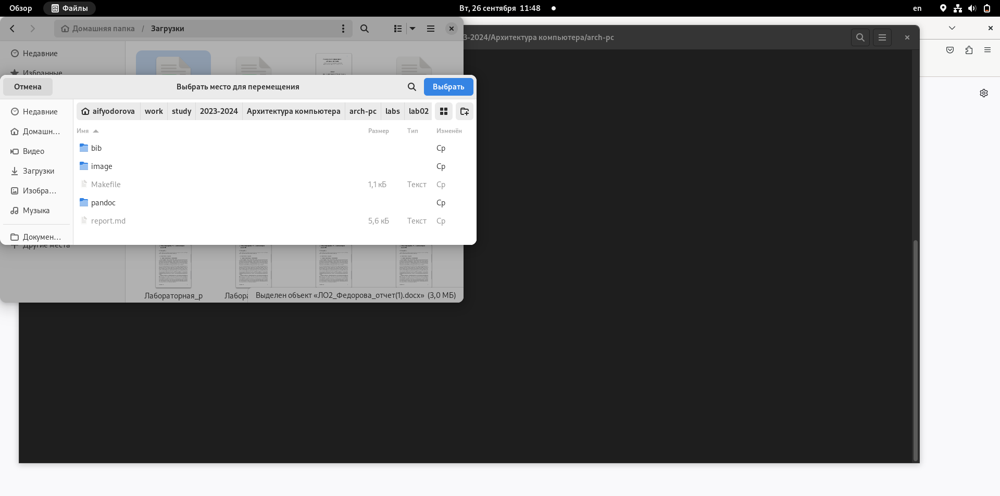 Обзор Файлы Вт, 26 сентября 11:48 en
Домашняя папка / Загрузки
3-2024/Архитектура компьютера/arch-pc
Недавние
Избранные
Отмена Выбрать место для перемещения Выбрать
Недавние
Домашн...
Видео
Загрузки
Изобра...
Музыка
Докумен...
Другие места
aifyodorova work study 2023-2024 Архитектура компьютера arch-pc labs lab02
Имя Размер Тип Изменён
bib Ср
image Ср
Makefile 1,1 кБ Текст Ср
pandoc Ср
report.md 5,6 кБ Текст Ср
Лабораторная_р Лабора
Выделен объект «ЛО2_Федорова_отчет(1).docx» (3,0 МБ)